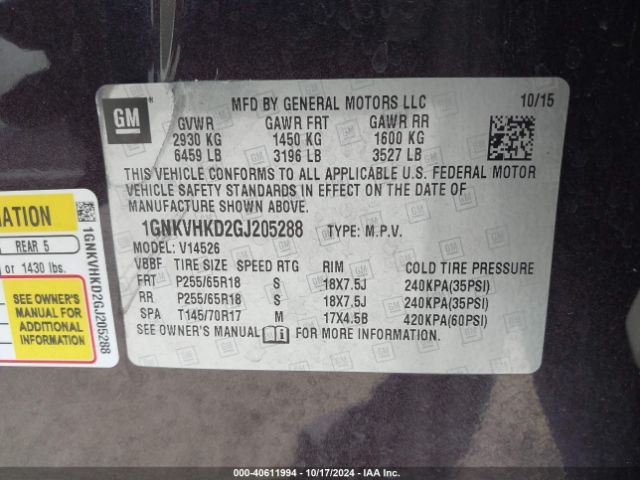 GM
MFD BY GENERAL MOTORS LLC 10/15
GVWR GAWR FRT GAWR RR
2930 KG 1450 KG 1600 KG
6459 LB 3196 LB 3527 LB
THIS VEHICLE CONFORMS TO ALL APPLICABLE U.S. FEDERAL MOTOR
VEHICLE SAFETY STANDARDS IN EFFECT ON THE DATE OF
MANUFACTURE SHOWN ABOVE.
1GNKVHKD2GJ205288 TYPE: M.P.V.
MODEL: V14526
VBBF TIRE SIZE SPEED RTG RIM COLD TIRE PRESSURE
FRT P255/65R18 S 18X7.5J 240KPA(35PSI)
RR P255/65R18 S 18X7.5J 240KPA(35PSI)
SPA T145/70R17 M 17X4.5B 420KPA(60PSI)
SEE OWNER'S MANUAL FOR MORE INFORMATION.
REAR 5
or 1430 lbs.
SEE OWNER'S
MANUAL FOR
ADDITIONAL
INFORMATION
1GNKVHKD2GJ205288
000-40611994 - 10/17/2024 - IAA Inc.